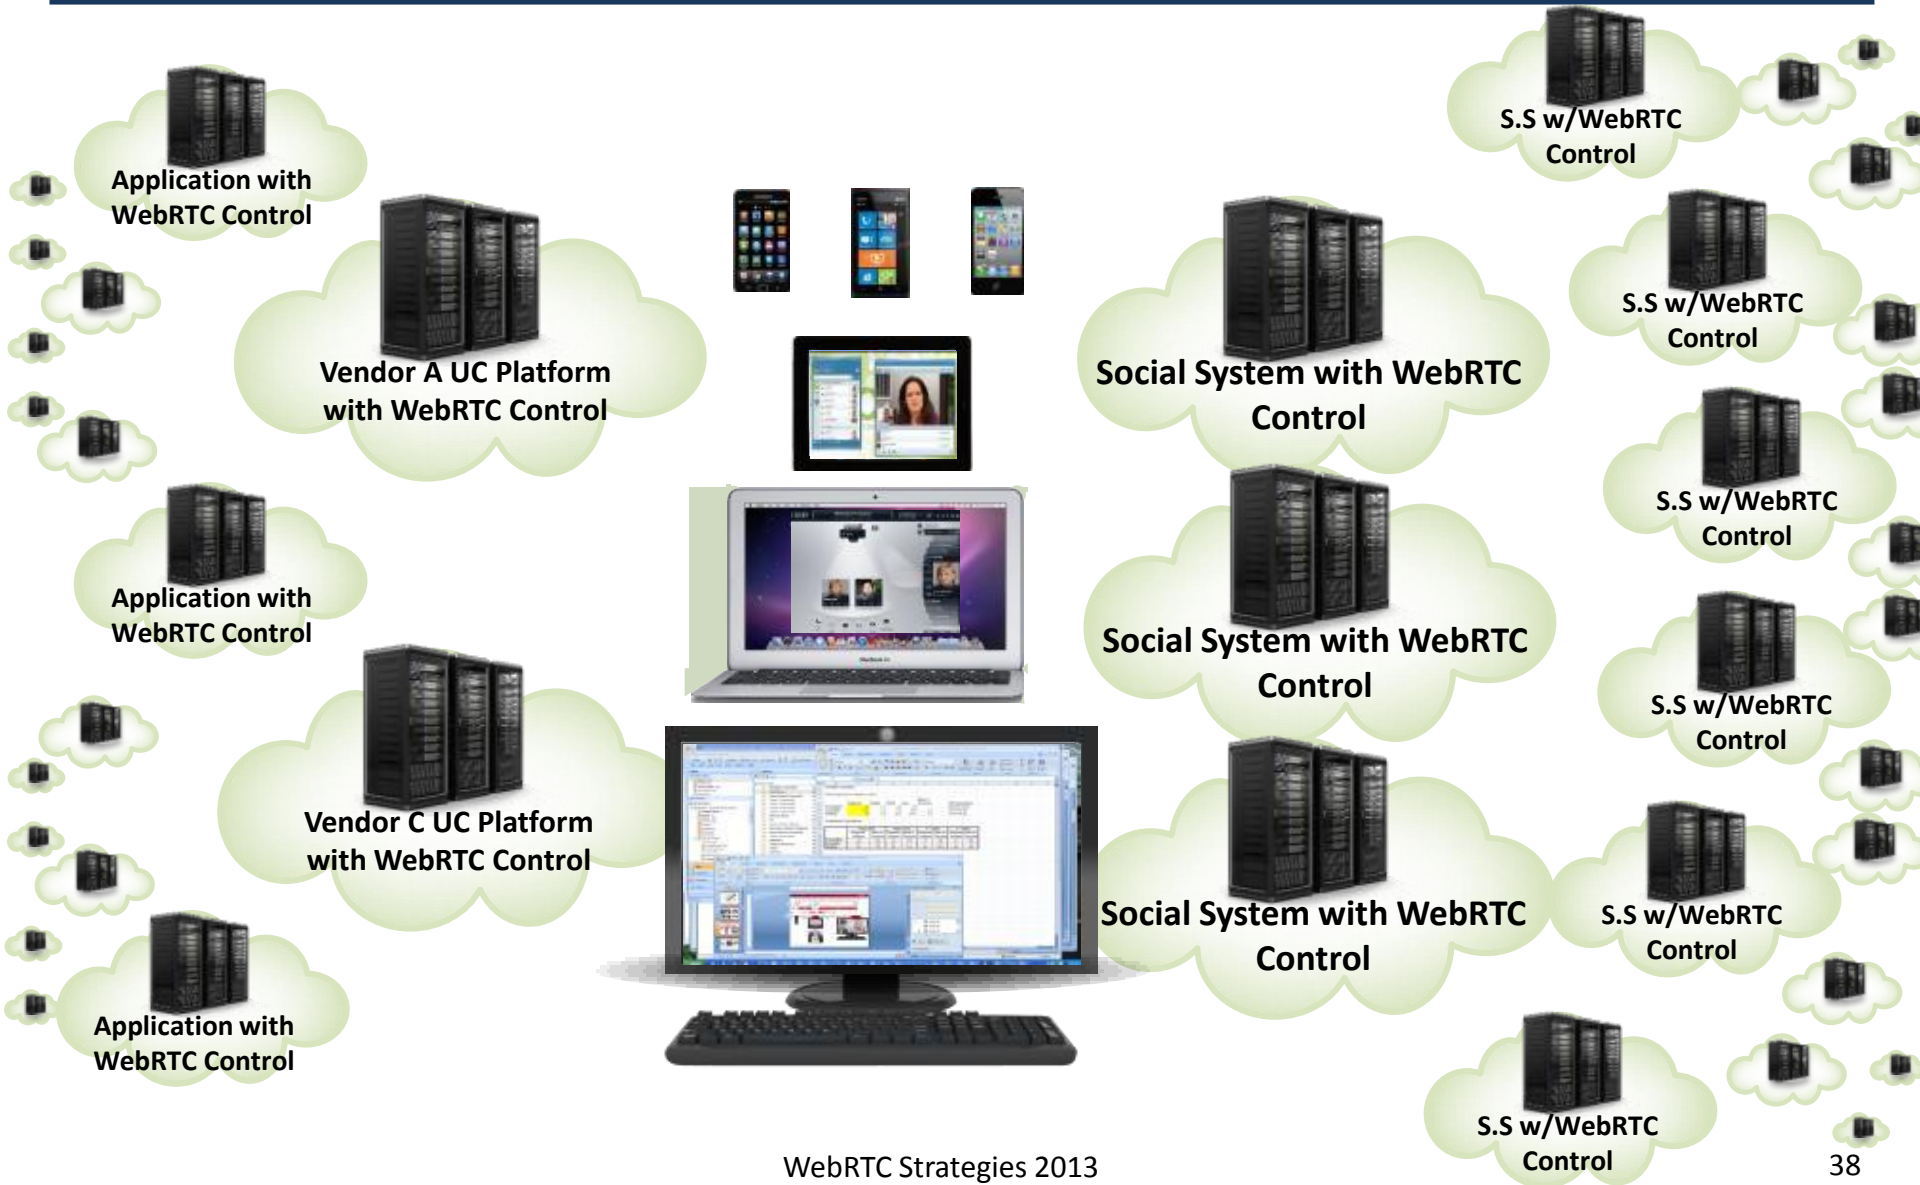 S.S w/WebRTC
Control
Application with
WebRTC Control
S.S w/WebRTC
Control
Vendor A UC Platform
with WebRTC Control
Social System with WebRTC
Control
S.S w/WebRTC
Control
Application with
WebRTC Control
Social System with WebRTC
Control
S.S w/WebRTC
Control
Vendor C UC Platform
with WebRTC Control
Social System with WebRTC
Control
S.S w/WebRTC
Control
Application with
WebRTC Control
S.S w/WebRTC
Control
WebRTC Strategies 2013
38